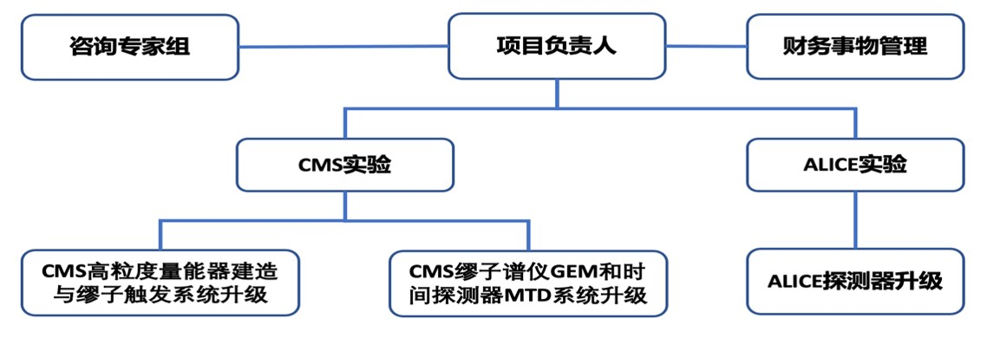 咨询专家组
项目负责人
财务事物管理
CMS实验
ALICE实验
CMS高粒度量能器建造
与缪子触发系统升级
CMS缪子谱仪GEM和时
间探测器MTD系统升级
ALICE探测器升级